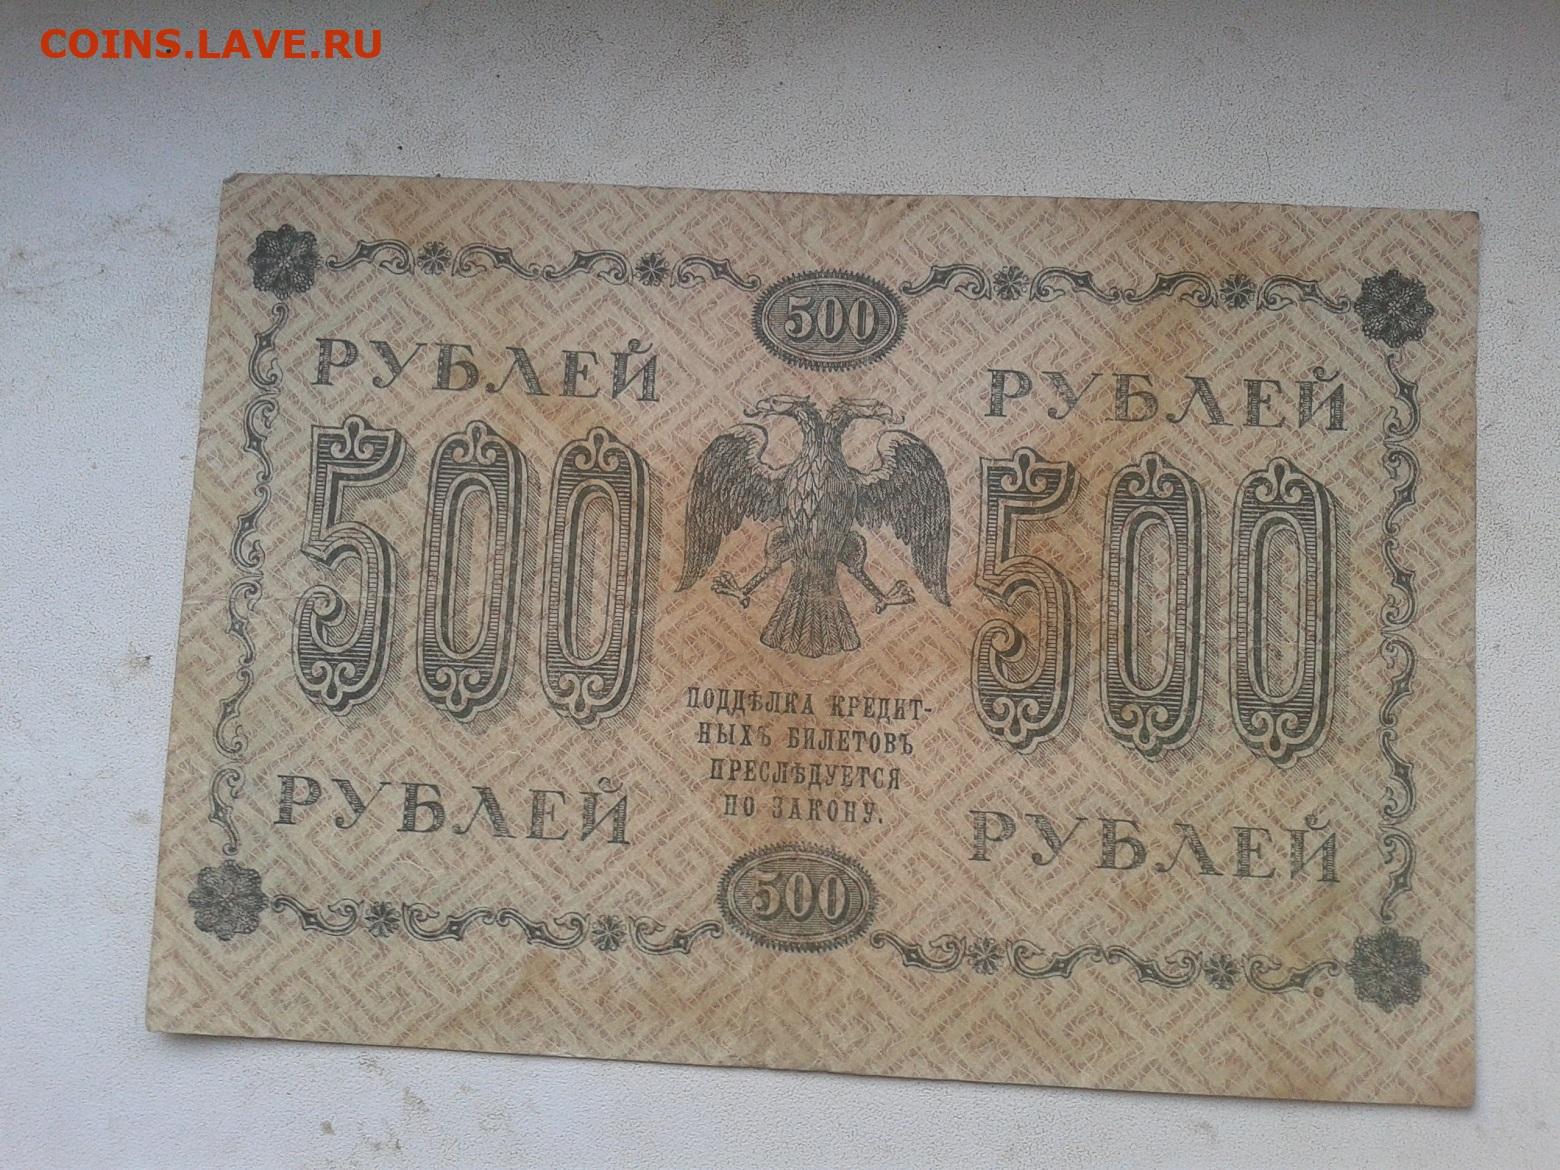 COINS.LAVE.RU
500
РУБЛЕЙ РУБЛЕЙ
500 500
ПОДДѢЛКА КРЕДИТ-
НЫХЪ БИЛЕТОВЪ
ПРЕСЛѢДУЕТСЯ
ПО ЗАКОНУ.
РУБЛЕЙ РУБЛЕЙ
500